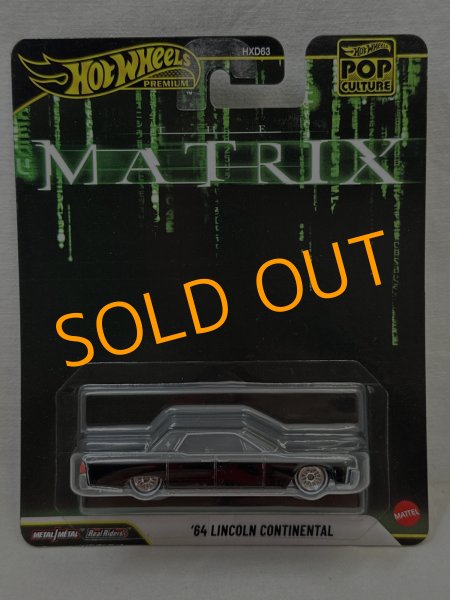 HOT WHEELS
PREMIUM
HXD63
HOT WHEELS
POP
CULTURE
THE
MATRIX
SOLD OUT
'64 LINCOLN CONTINENTAL
METAL/METAL
Real Riders
MATTEL